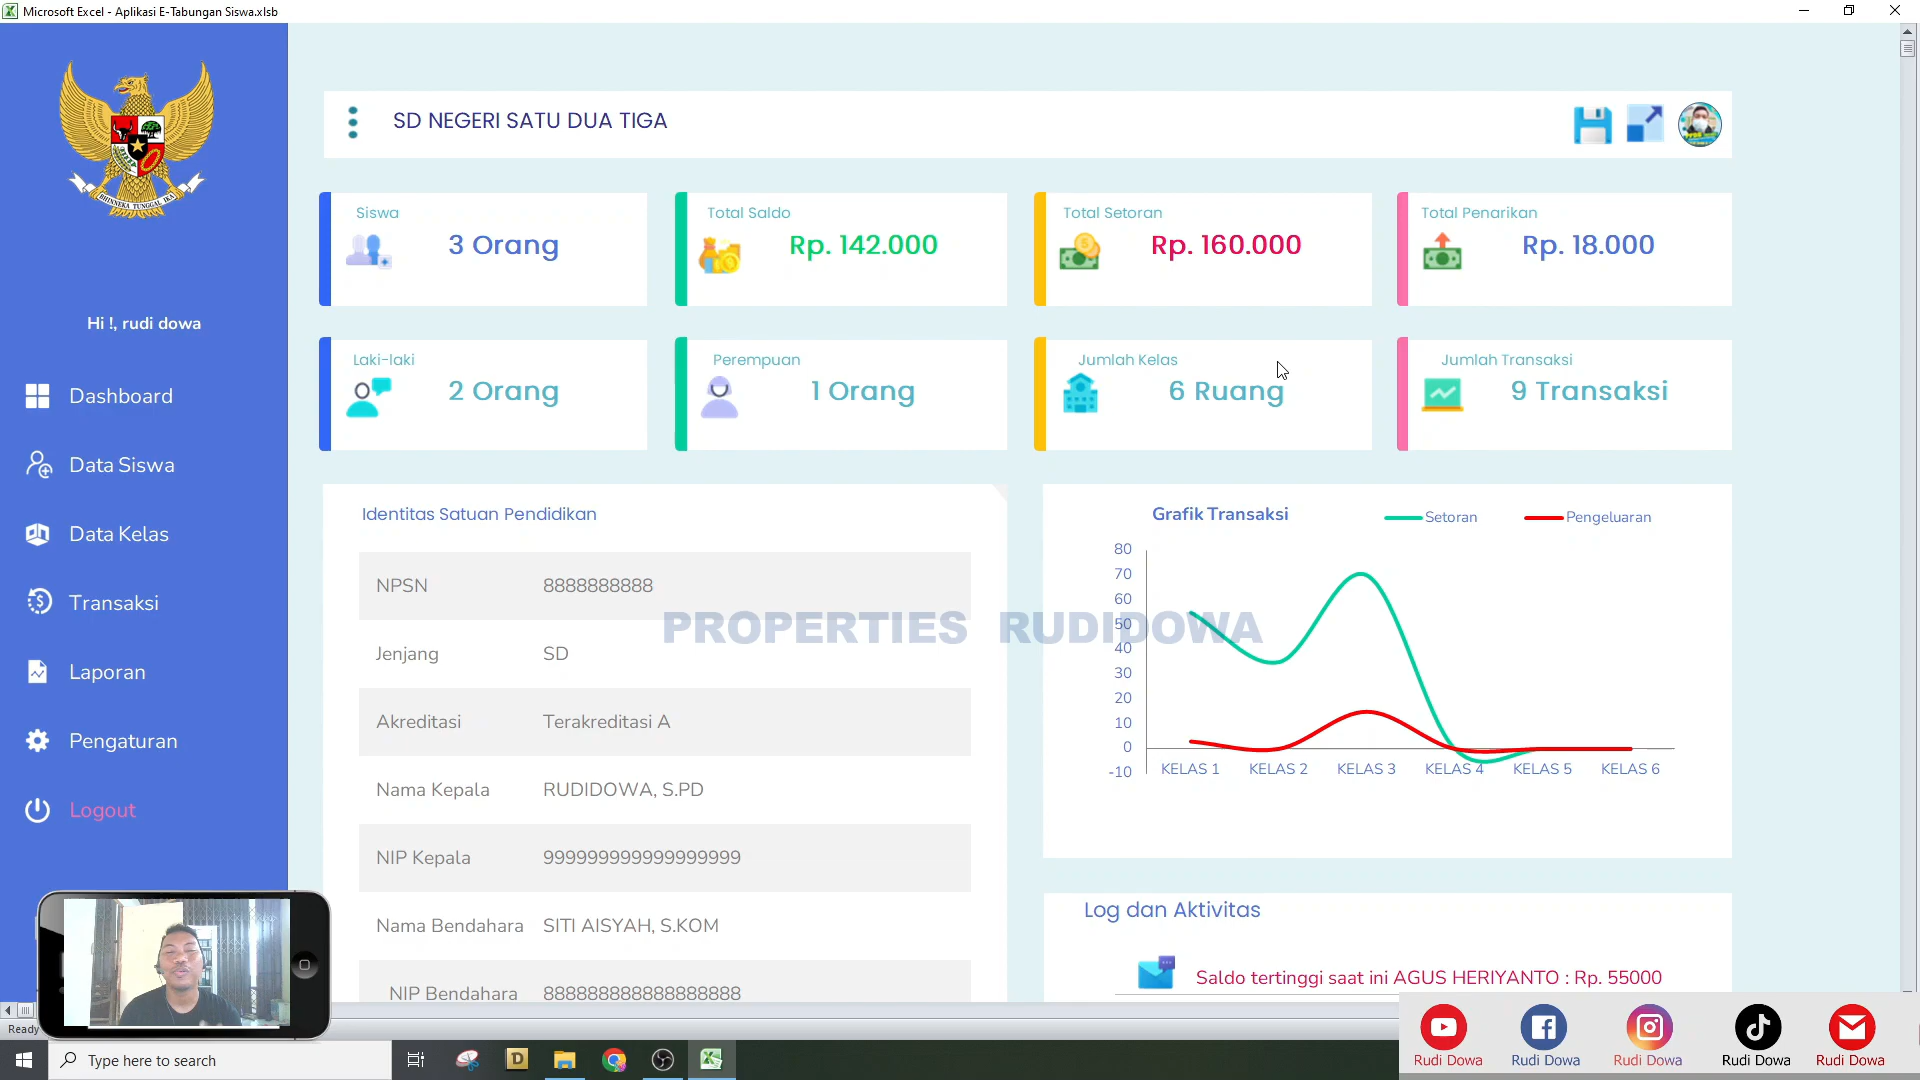 Microsoft Excel - Aplikasi E-Tabungan Siswa.xlsb
BHINNEKA TUNGGAL IKA
Hi !, rudi dowa
Dashboard
Data Siswa
Data Kelas
Transaksi
Laporan
Pengaturan
Logout
SD NEGERI SATU DUA TIGA
Siswa
3 Orang
Total Saldo
Rp. 142.000
Total Setoran
Rp. 160.000
Total Penarikan
Rp. 18.000
Laki-laki
2 Orang
Perempuan
1 Orang
Jumlah Kelas
6 Ruang
Jumlah Transaksi
9 Transaksi
Identitas Satuan Pendidikan
NPSN 8888888888
Jenjang SD
Akreditasi Terakreditasi A
Nama Kepala RUDIDOWA, S.PD
NIP Kepala 999999999999999999
Nama Bendahara SITI AISYAH, S.KOM
NIP Bendahara 888888888888888888
PROPERTIES RUDIDOWA
Grafik Transaksi
Setoran Pengeluaran
80
70
60
50
40
30
20
10
0
-10
KELAS 1 KELAS 2 KELAS 3 KELAS 4 KELAS 5 KELAS 6
Log dan Aktivitas
Saldo tertinggi saat ini AGUS HERIYANTO : Rp. 55000
Ready
Type here to search
Rudi Dowa Rudi Dowa Rudi Dowa Rudi Dowa Rudi Dowa